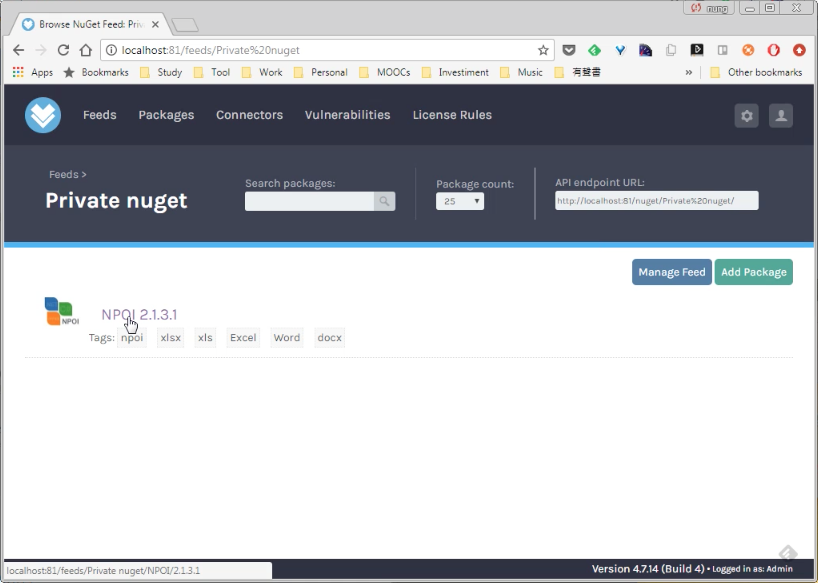 nung
Browse NuGet Feed: Priv
localhost:81/feeds/Private%20nuget
Apps Bookmarks Study Tool Work Personal MOOCs Investiment Music 有聲書 » Other bookmarks
Feeds Packages Connectors Vulnerabilities License Rules
Feeds >
Private nuget
Search packages:
Package count:
25
API endpoint URL:
http://localhost:81/nuget/Private%20nuget/
Manage Feed Add Package
NPOI
NPOI 2.1.3.1
Tags: npoi xlsx xls Excel Word docx
localhost:81/feeds/Private nuget/NPOI/2.1.3.1
Version 4.7.14 (Build 4) • Logged in as: Admin